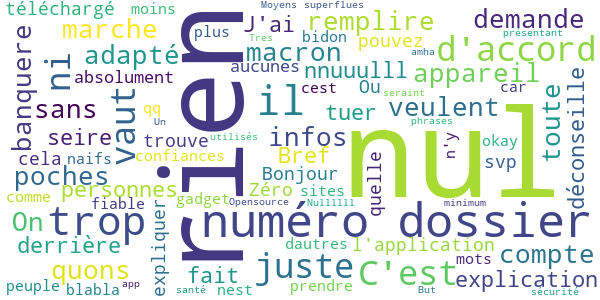 téléchargé moins Moyens superflues
plus J'ai bidon remplire demande
marche Tres pouvez présentant
banquere ni adapté macron amha d'accord
absolument aucunes nnuuulll appareil
sans vaut rien cest Ou car
qq il tuer veulent toute déconseille
seire Un trouve utilisés infos seraint
cela naifs confiances Bref phrases nul n'y okay
poches Bonjour quelle svp
comme personnes gadget Zéro sites
fiable Opensource Nullllll minimum
On trop expliquer numéro dossier
derrière dautres l'application
quons fait juste mots compte
santé C'est explication
peuple blabla app nest prendre But sécurité